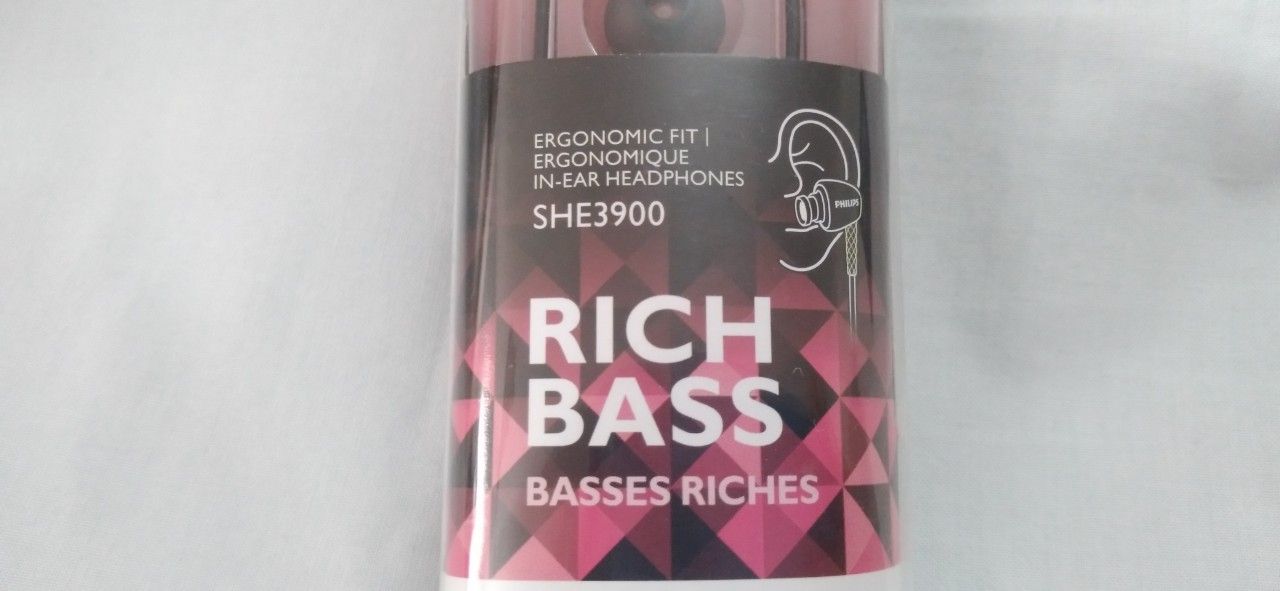 ERGONOMIC FIT |
ERGONOMIQUE
IN-EAR HEADPHONES
SHE3900
PHILIPS
RICH
BASS
BASSES RICHES